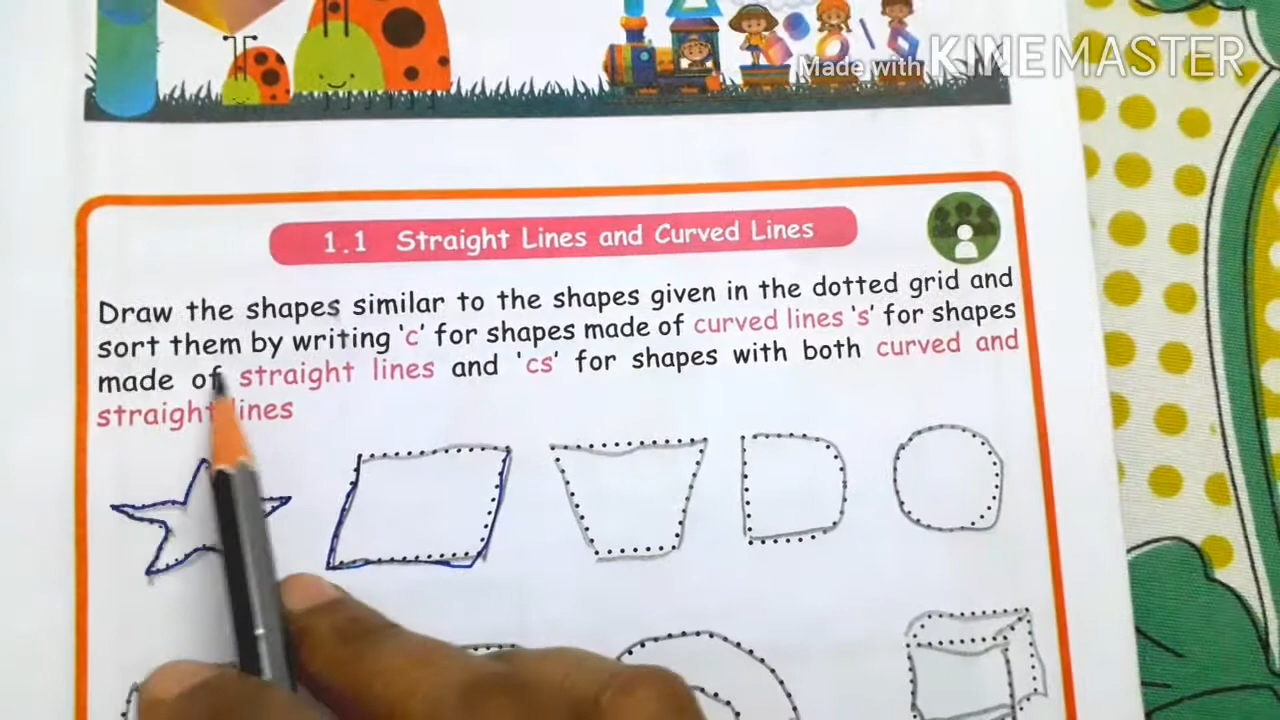 Made with KINEMASTER
1.1 Straight Lines and Curved Lines
Draw the shapes similar to the shapes given in the dotted grid and
sort them by writing 'c' for shapes made of curved lines 's' for shapes
made of straight lines and 'cs' for shapes with both curved and
straight lines